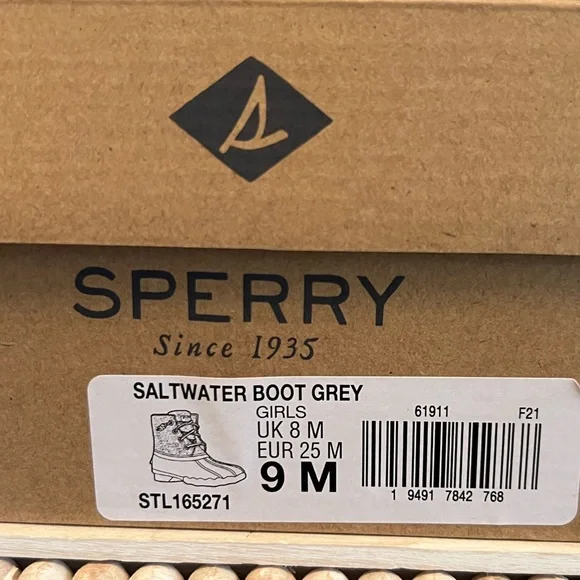 SPERRY
Since 1935
SALTWATER BOOT GREY
GIRLS
UK 8 M
EUR 25 M
9 M
STL165271
61911 F21
1 9491 7842 768